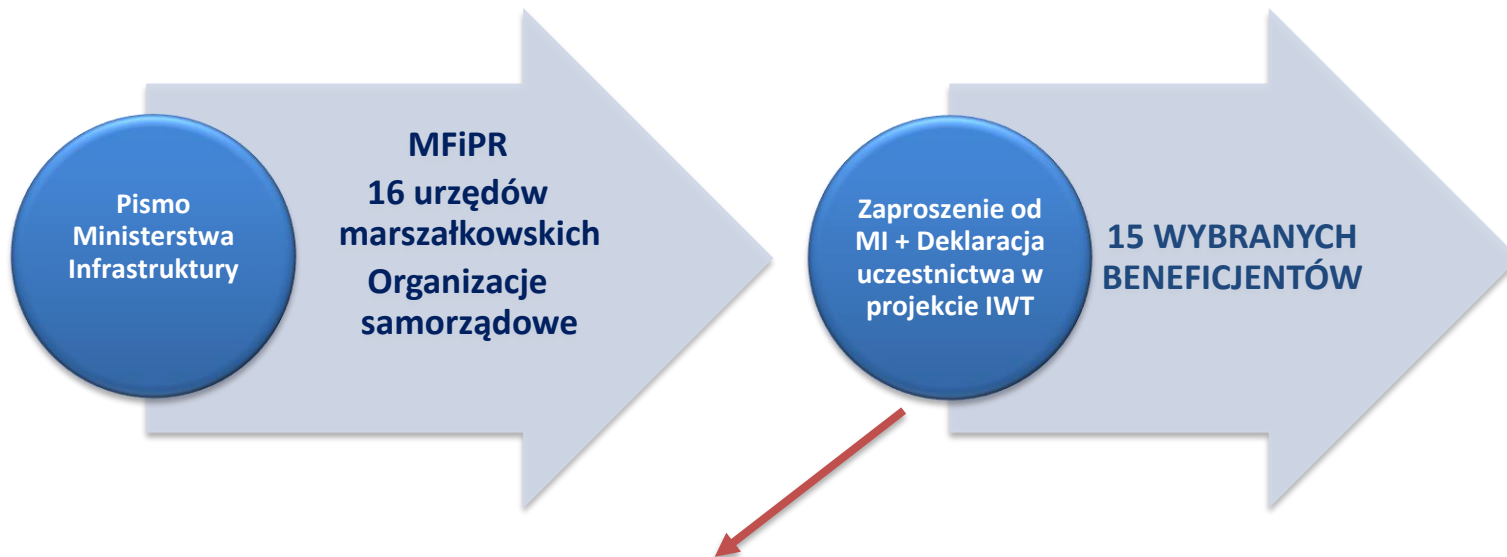 Pismo
Ministerstwa
Infrastruktury
MFiPR
16 urzędów
marszałkowskich
Organizacje
samorządowe
Zaproszenie od
MI + Deklaracja
uczestnictwa w
projekcie IWT
15 WYBRANYCH
BENEFICJENTÓW